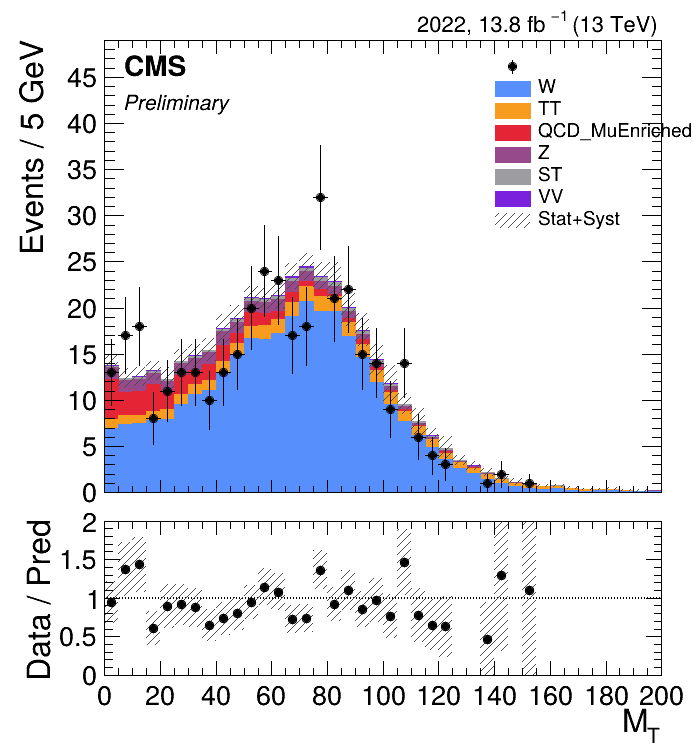 2022, 13.8 fb⁻¹ (13 TeV)
CMS
Preliminary
W
TT
QCD_MuEnriched
Z
ST
VV
Stat+Syst
Events / 5 GeV
45
40
35
30
25
20
15
10
5
0
Data / Pred
2
1.5
1
0.5
0
0 20 40 60 80 100 120 140 160 180 200
M_T